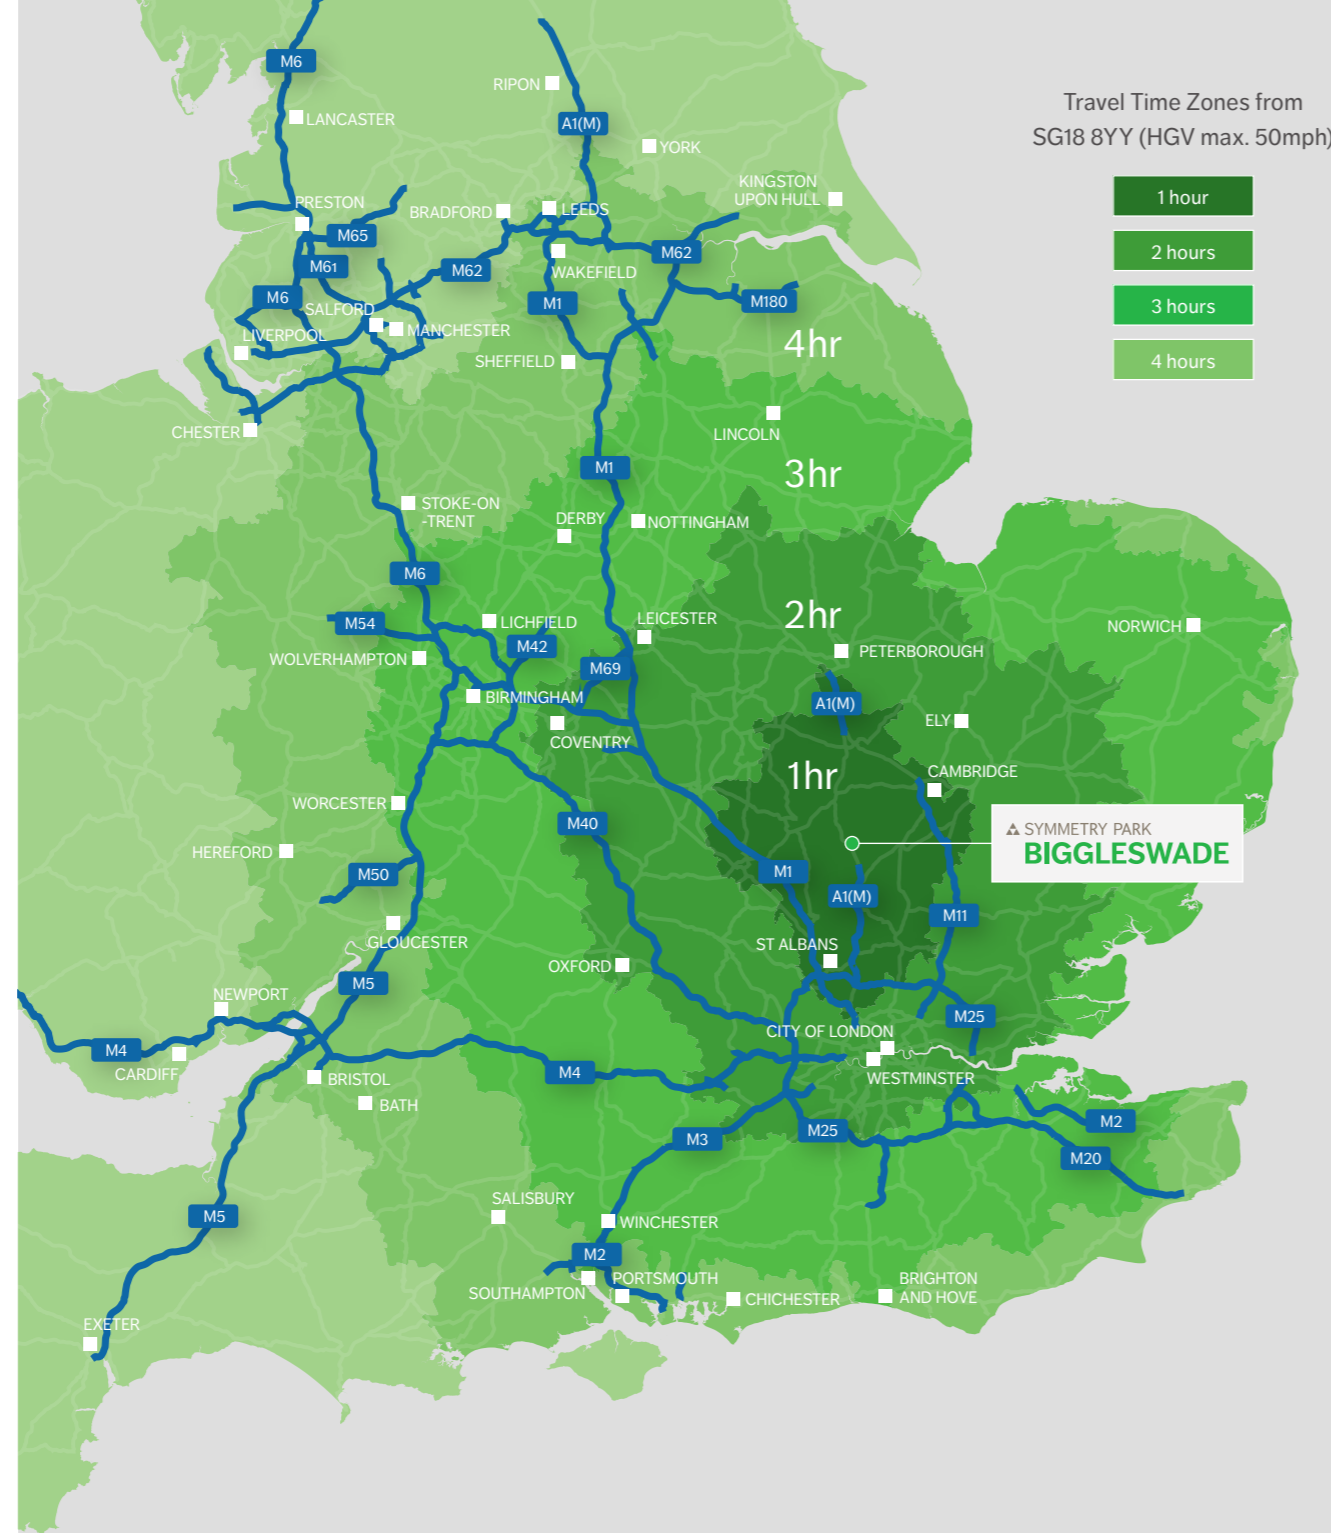 Travel Time Zones from
SG18 8YY (HGV max. 50mph)
1 hour
2 hours
3 hours
4 hours
M6
LANCASTER
RIPON
A1(M)
YORK
KINGSTON
UPON HULL
PRESTON
BRADFORD
LEEDS
M65
M61
M62
WAKEFIELD
M62
M6
SALFORD
M1
M180
LIVERPOOL
MANCHESTER
SHEFFIELD
4hr
CHESTER
LINCOLN
M1
3hr
STOKE-ON
-TRENT
DERBY
NOTTINGHAM
M6
M54
LICHFIELD
LEICESTER
2hr
NORWICH
WOLVERHAMPTON
M42
M69
PETERBOROUGH
BIRMINGHAM
A1(M)
ELY
COVENTRY
1hr
CAMBRIDGE
WORCESTER
M40
SYMMETRY PARK
BIGGLESWADE
HEREFORD
M50
M1
A1(M)
M11
GLOUCESTER
ST ALBANS
OXFORD
M5
NEWPORT
M25
CITY OF LONDON
M4
CARDIFF
BRISTOL
M4
WESTMINSTER
BATH
M3
M25
M2
M20
SALISBURY
WINCHESTER
M5
M2
SOUTHAMPTON
PORTSMOUTH
CHICHESTER
BRIGHTON
AND HOVE
EXETER